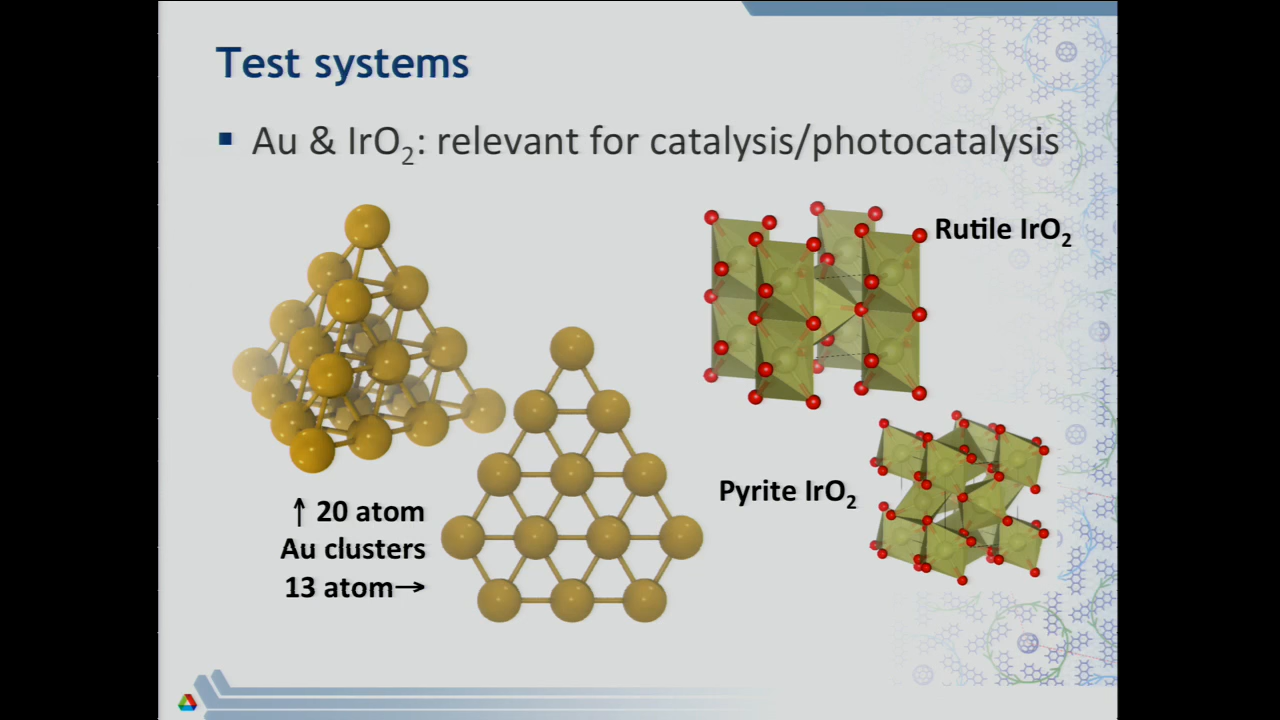 Test systems
Au & IrO₂: relevant for catalysis/photocatalysis
Rutile IrO₂
Pyrite IrO₂
↑ 20 atom
Au clusters
13 atom→